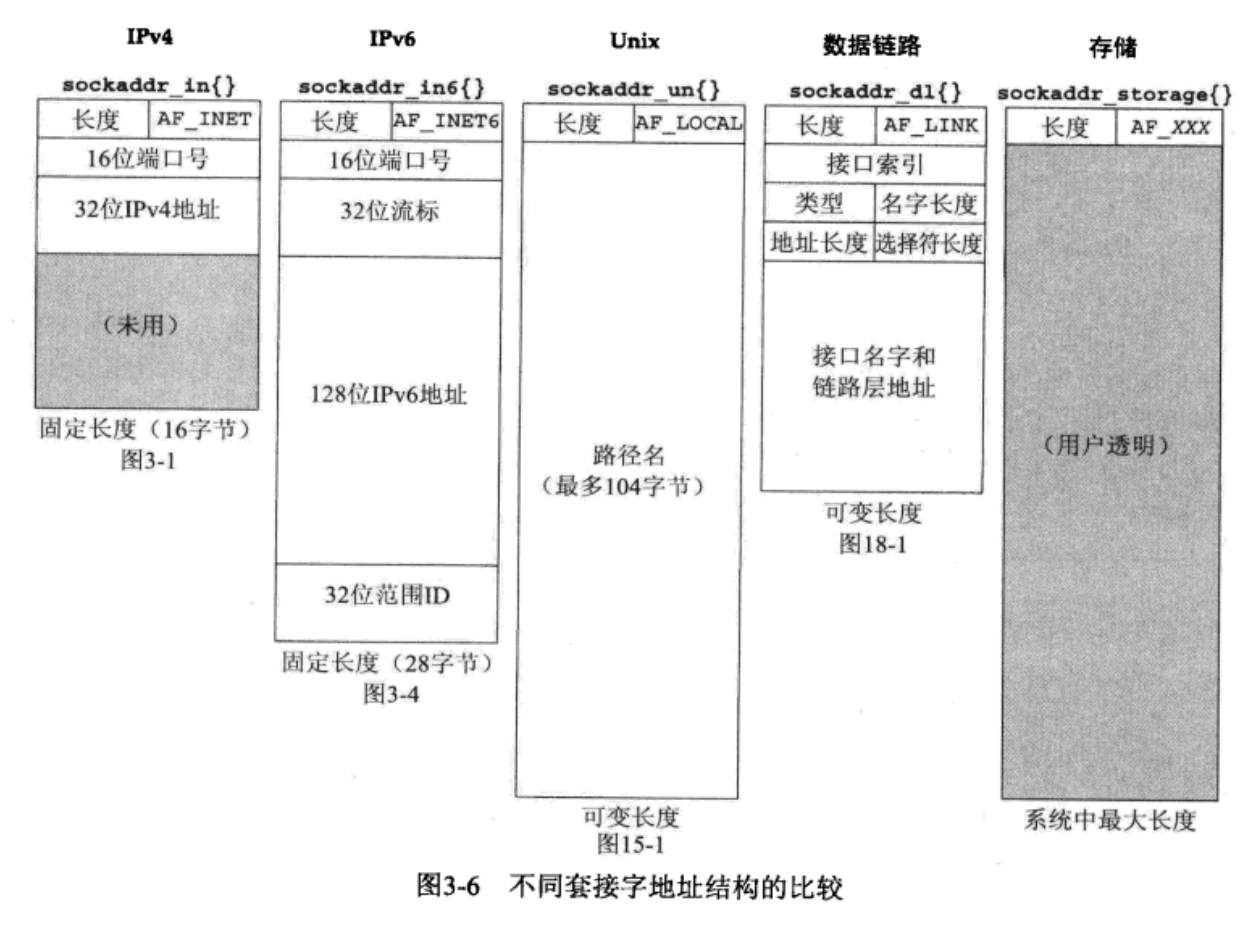 IPv4
sockaddr_in{}
长度 AF_INET
16位端口号
32位IPv4地址
（未用）
固定长度（16字节）
图3-1
IPv6
sockaddr_in6{}
长度 AF_INET6
16位端口号
32位流标
128位IPv6地址
32位范围ID
固定长度（28字节）
图3-4
Unix
sockaddr_un{}
长度 AF_LOCAL
路径名
（最多104字节）
可变长度
图15-1
数据链路
sockaddr_dl{}
长度 AF_LINK
接口索引
类型 名字长度
地址长度 选择符长度
接口名字和
链路层地址
可变长度
图18-1
存储
sockaddr_storage{}
长度 AF_XXX
（用户透明）
系统中最大长度
图3-6 不同套接字地址结构的比较